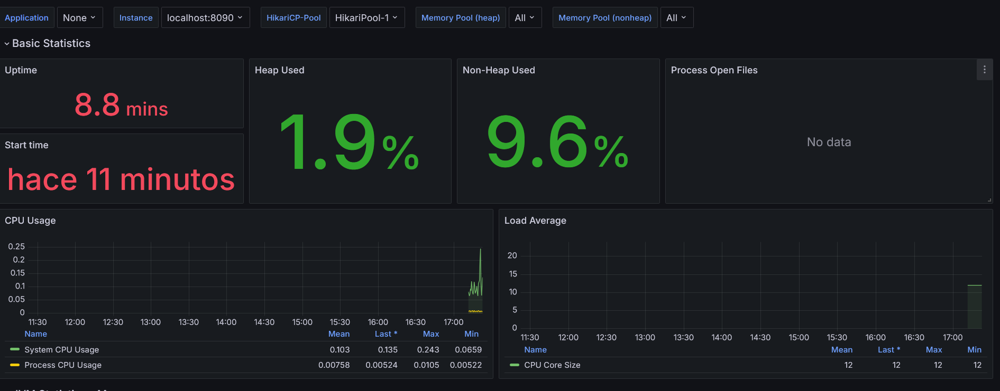 Application None Instance localhost:8090 HikariCP-Pool HikariPool-1 Memory Pool (heap) All Memory Pool (nonheap) All
Basic Statistics
Uptime
8.8 mins
Start time
hace 11 minutos
Heap Used
1.9%
Non-Heap Used
9.6%
Process Open Files
No data
CPU Usage
0.25
0.2
0.15
0.1
0.05
0
11:30 12:00 12:30 13:00 13:30 14:00 14:30 15:00 15:30 16:00 16:30 17:00
Name Mean Last * Max Min
System CPU Usage 0.103 0.135 0.243 0.0659
Process CPU Usage 0.00758 0.00524 0.0105 0.00522
Load Average
20
15
10
5
0
11:30 12:00 12:30 13:00 13:30 14:00 14:30 15:00 15:30 16:00 16:30 17:00
Name Mean Last * Max Min
CPU Core Size 12 12 12 12